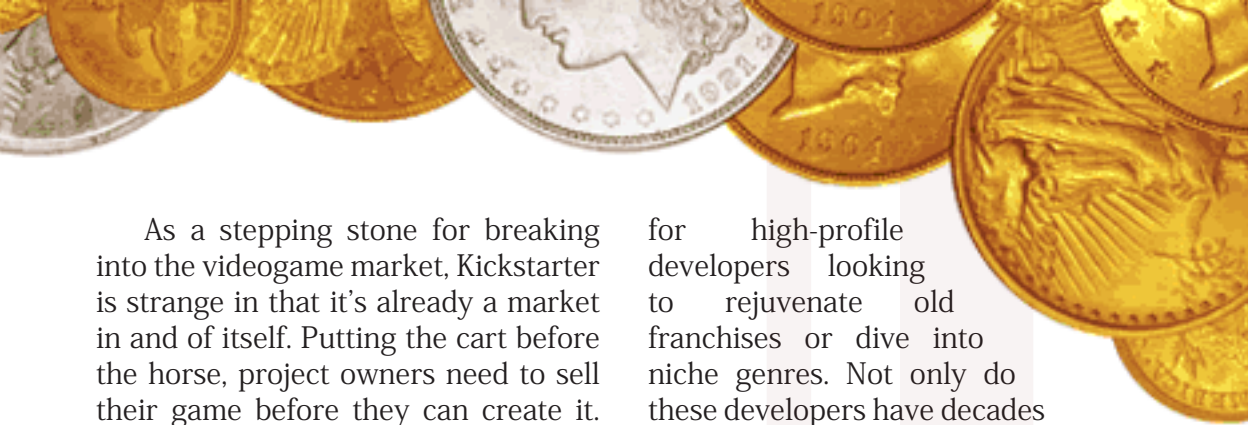 1921
1904
1904
As a stepping stone for breaking
into the videogame market, Kickstarter
is strange in that it’s already a market
in and of itself. Putting the cart before
the horse, project owners need to sell
their game before they can create it.
for high-profile
developers looking
to rejuvenate old
franchises or dive into
niche genres. Not only do
these developers have decades